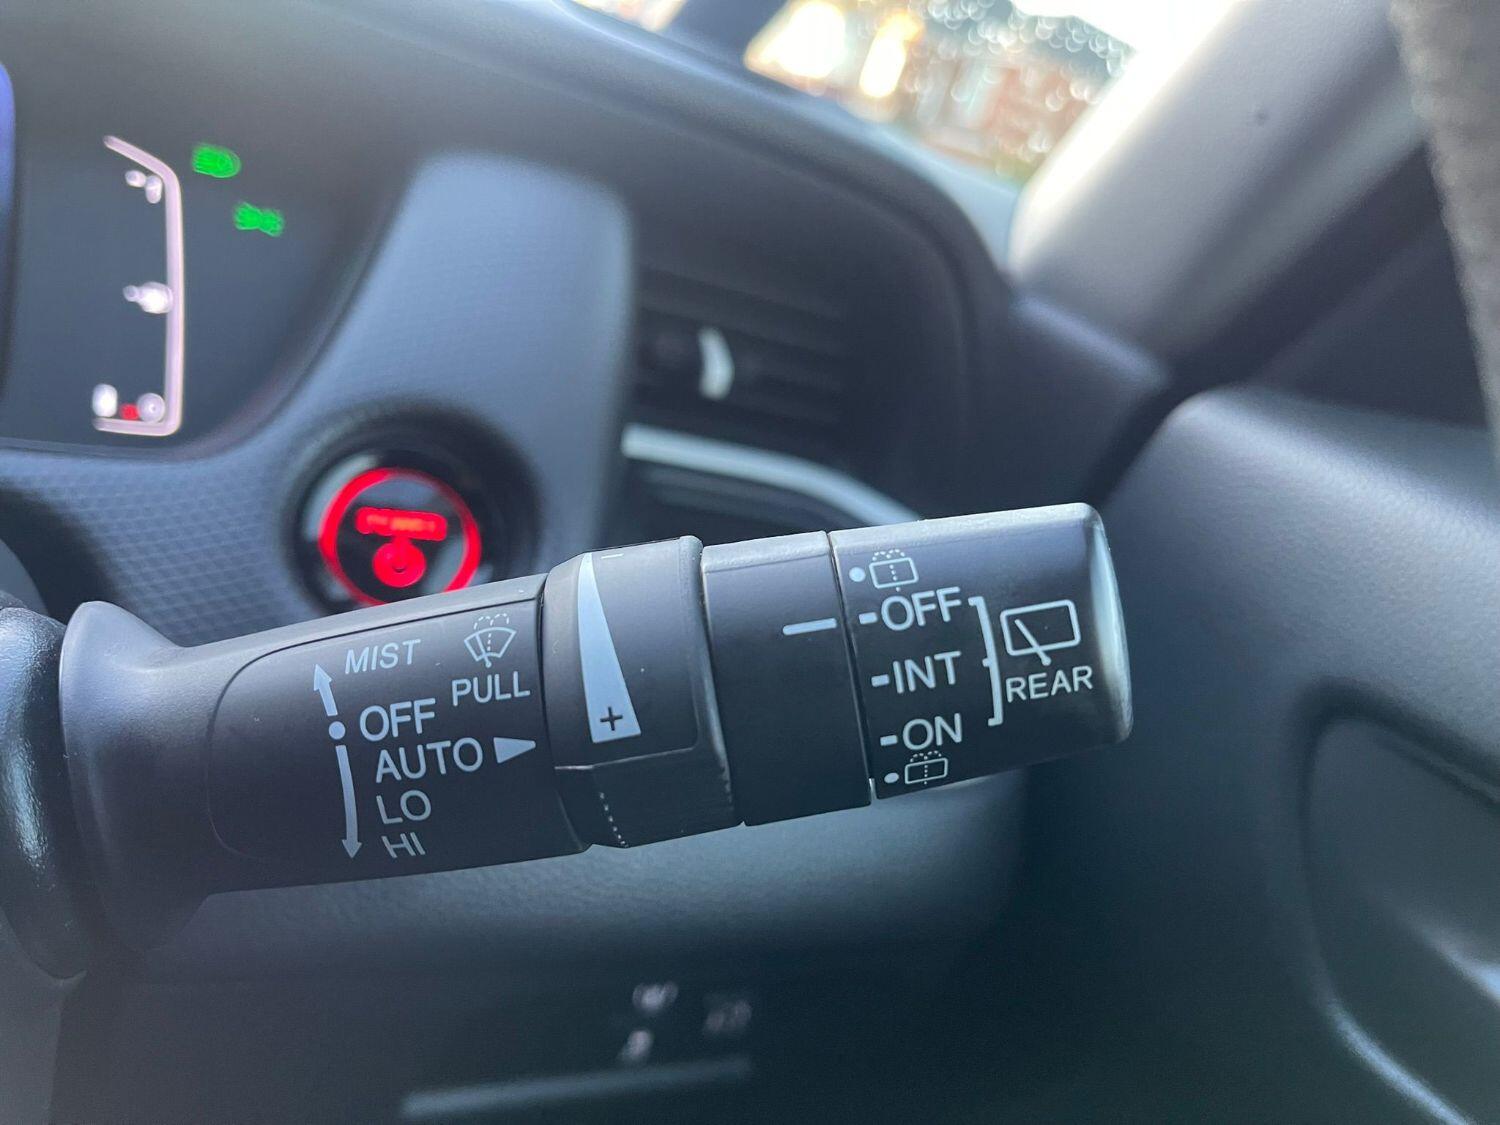 MIST
PULL
OFF
AUTO
LO
HI
- 
+
OFF
INT
ON
REAR